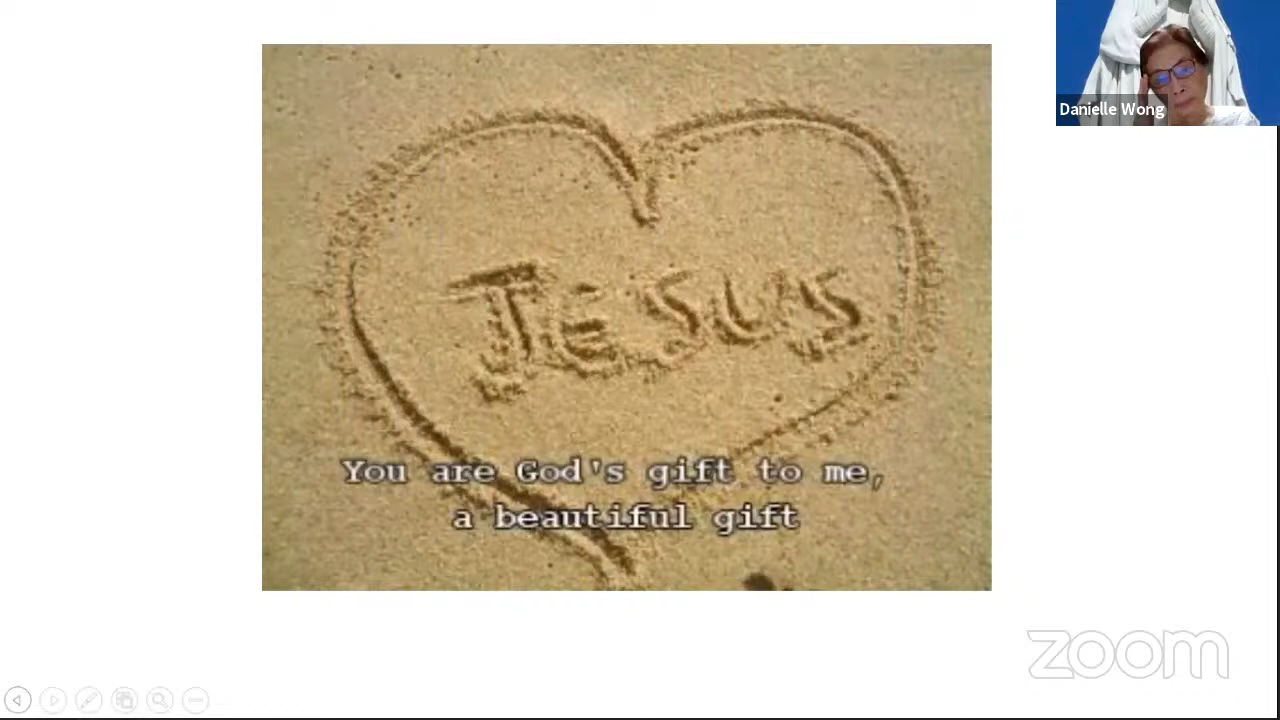 Danielle Wong
JESUS
You are God's gift to me,
a beautiful gift
zoom